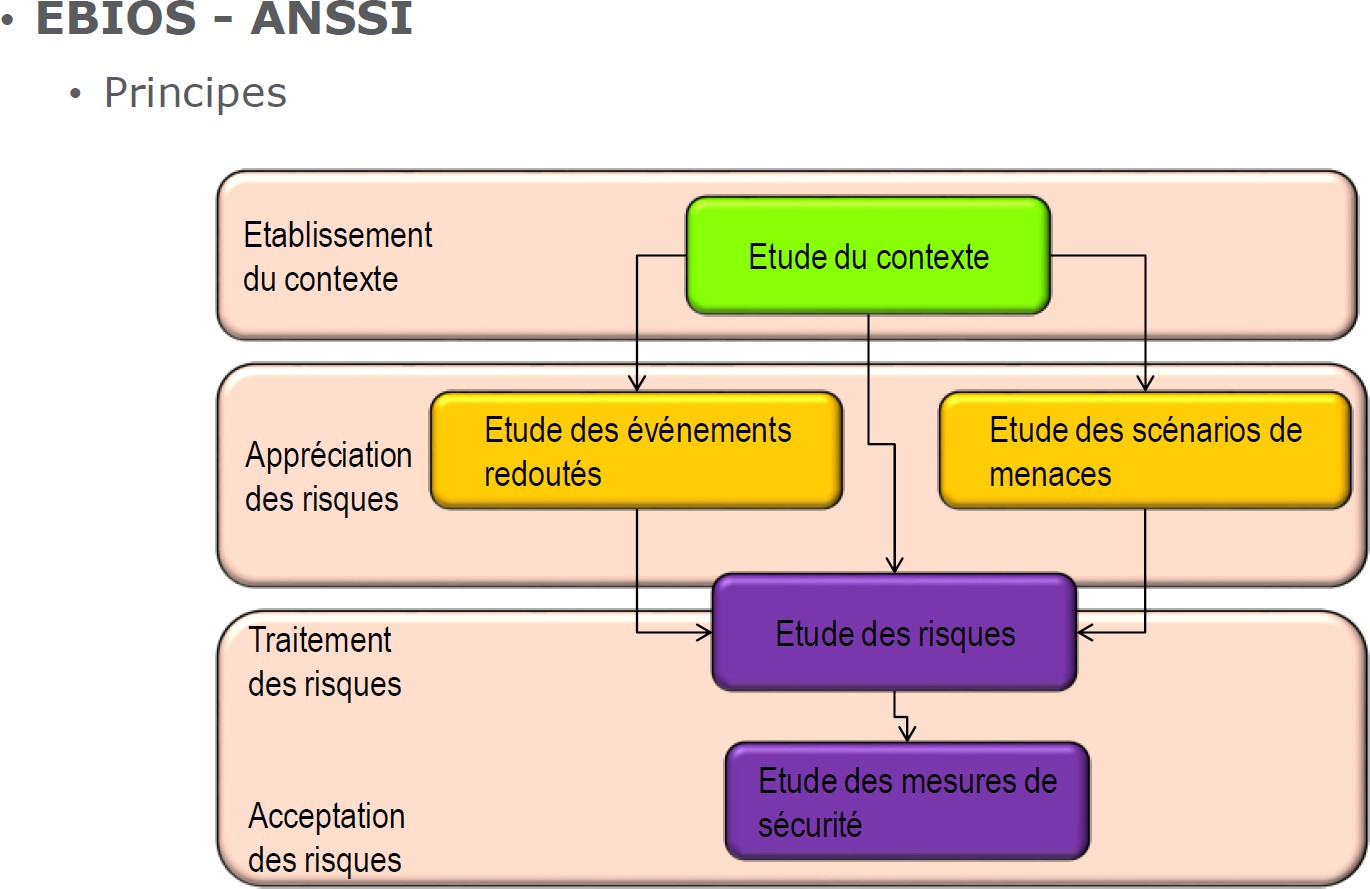 • EBIOS – ANSSI
• Principes
Etablissement
du contexte
Etude du contexte
Appréciation
des risques
Etude des événements
redoutés
Etude des scénarios de
menaces
Traitement
des risques
Etude des risques
Etude des mesures de
sécurité
Acceptation
des risques